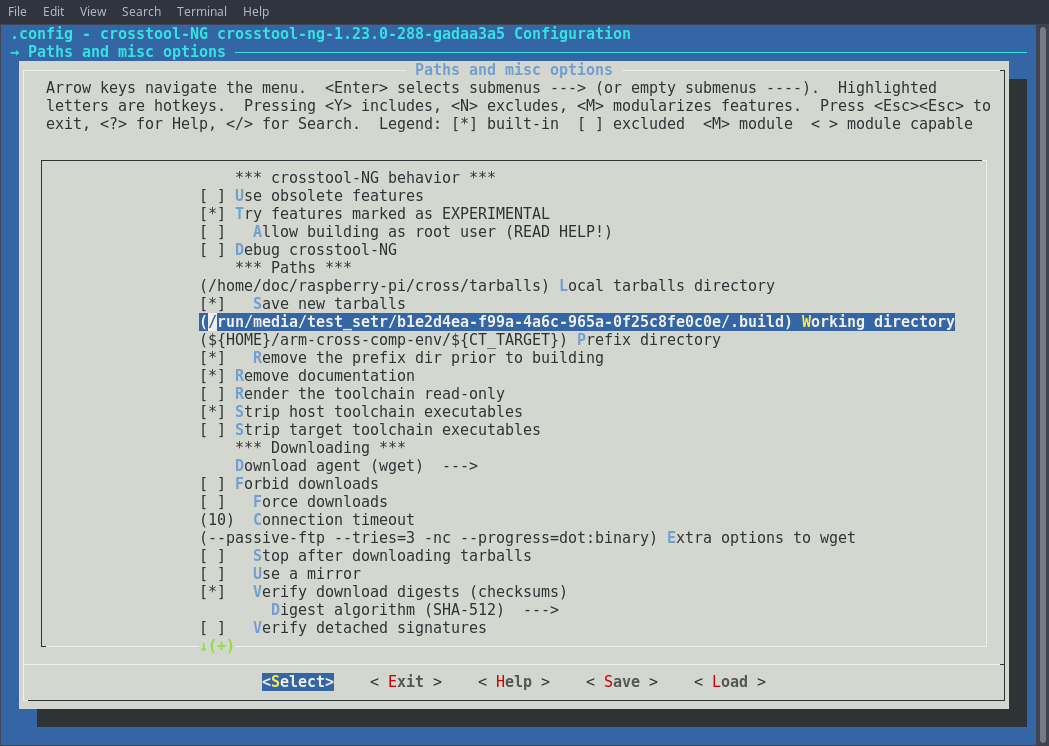 File Edit View Search Terminal Help
.config - crosstool-NG crosstool-ng-1.23.0-288-gadaa3a5 Configuration
→ Paths and misc options
Paths and misc options
Arrow keys navigate the menu.  <Enter> selects submenus ---> (or empty submenus ----).  Highlighted
letters are hotkeys.  Pressing <Y> includes, <N> excludes, <M> modularizes features.  Press <Esc><Esc> to
exit, <?> for Help, </> for Search.  Legend: [*] built-in  [ ] excluded  <M> module  < > module capable
*** crosstool-NG behavior ***
[ ] Use obsolete features
[*] Try features marked as EXPERIMENTAL
[ ]   Allow building as root user (READ HELP!)
[ ] Debug crosstool-NG
*** Paths ***
(/home/doc/raspberry-pi/cross/tarballs) Local tarballs directory
[*]   Save new tarballs
(/run/media/test_setr/b1e2d4ea-f99a-4a6c-965a-0f25c8fe0c0e/.build) Working directory
(${HOME}/arm-cross-comp-env/${CT_TARGET}) Prefix directory
[*]   Remove the prefix dir prior to building
[*] Remove documentation
[ ] Render the toolchain read-only
[*] Strip host toolchain executables
[ ] Strip target toolchain executables
*** Downloading ***
Download agent (wget)  --->
[ ] Forbid downloads
[ ]   Force downloads
(10)  Connection timeout
(--passive-ftp --tries=3 -nc --progress=dot:binary) Extra options to wget
[ ]   Stop after downloading tarballs
[ ]   Use a mirror
[*]   Verify download digests (checksums)
Digest algorithm (SHA-512)  --->
[ ]   Verify detached signatures
↓(+)
<Select>    < Exit >    < Help >    < Save >    < Load >